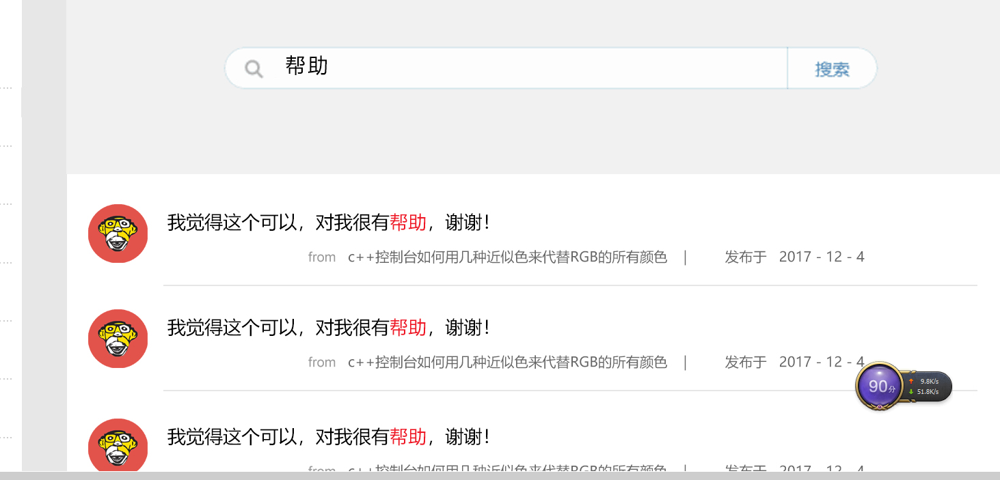 帮助
搜索
我觉得这个可以，对我很有帮助，谢谢！
from c++控制台如何用几种近似色来代替RGB的所有颜色 | 发布于 2017 - 12 - 4
我觉得这个可以，对我很有帮助，谢谢！
from c++控制台如何用几种近似色来代替RGB的所有颜色 | 发布于 2017 - 12 - 4
90分
9.8K/s
51.8K/s
我觉得这个可以，对我很有帮助，谢谢！
from c++控制台如何用几种近似色来代替RGB的所有颜色 | 发布于 2017 - 12 - 4